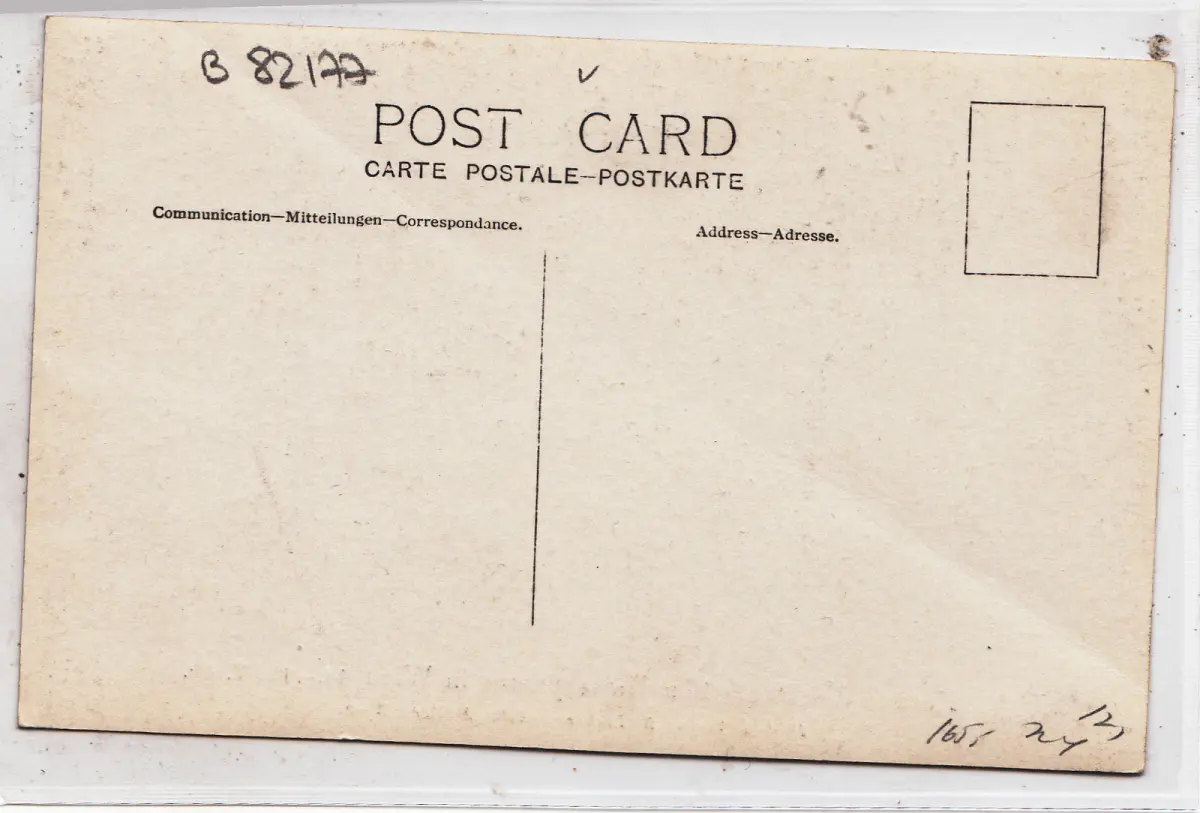 B 82177
POST CARD
CARTE POSTALE—POSTKARTE
Communication—Mitteilungen—Correspondance.
Address—Adresse.